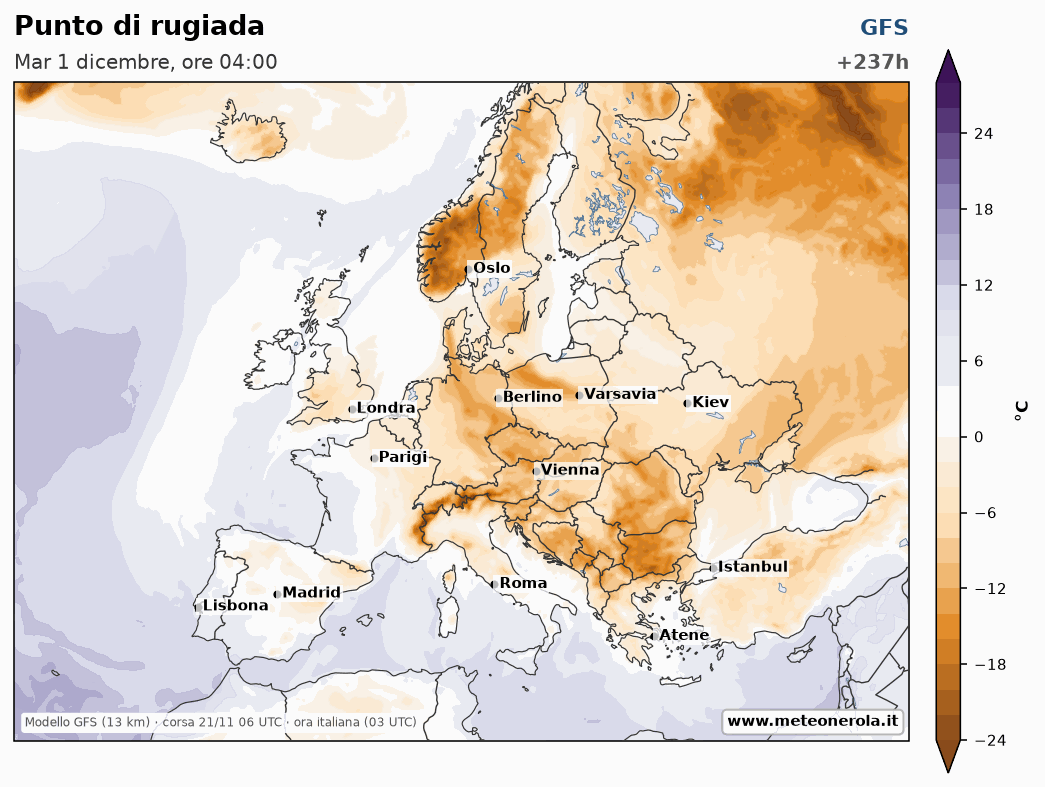 Punto di rugiada
GFS
Mar 1 dicembre, ore 04:00
+237h
24
18
12
6
0
−6
−12
−18
−24
°C
Oslo
Berlino
Varsavia
Kiev
Londra
Parigi
Vienna
Istanbul
Roma
Madrid
Lisbona
Atene
Modello GFS (13 km) · corsa 21/11 06 UTC · ora italiana (03 UTC)
www.meteonerola.it